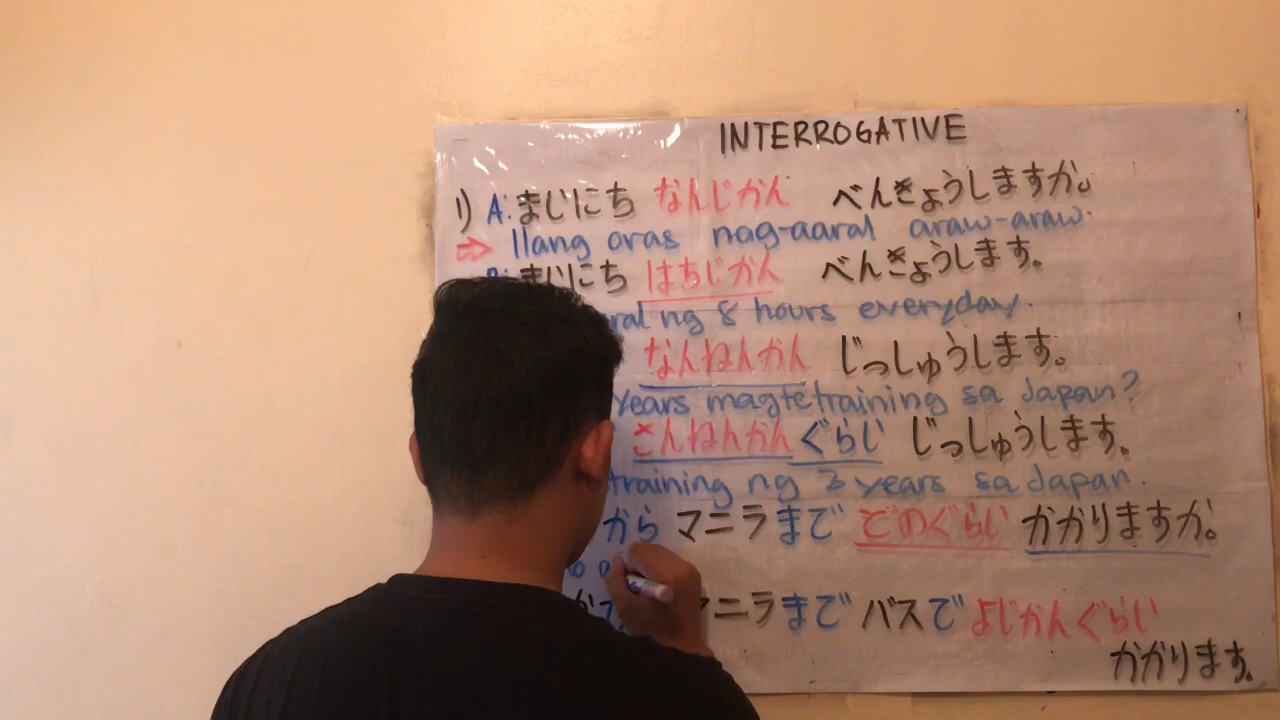 INTERROGATIVE
1) A: まじにち なんじかん べんきょうしますか。
⇒ Ilang oras nag-aaral araw-araw.
まじにち はちじかん べんきょうします。
ral ng 8 hours everyday.
なんねんかん じっしゅうします。
years magtetraining sa Japan?
さんねんかん ぐらい じっしゅうします。
training ng 3 years sa Japan.
から マニラまで どのぐらい かかりますか。
マニラまで バスで よじかんぐらい
かかります。